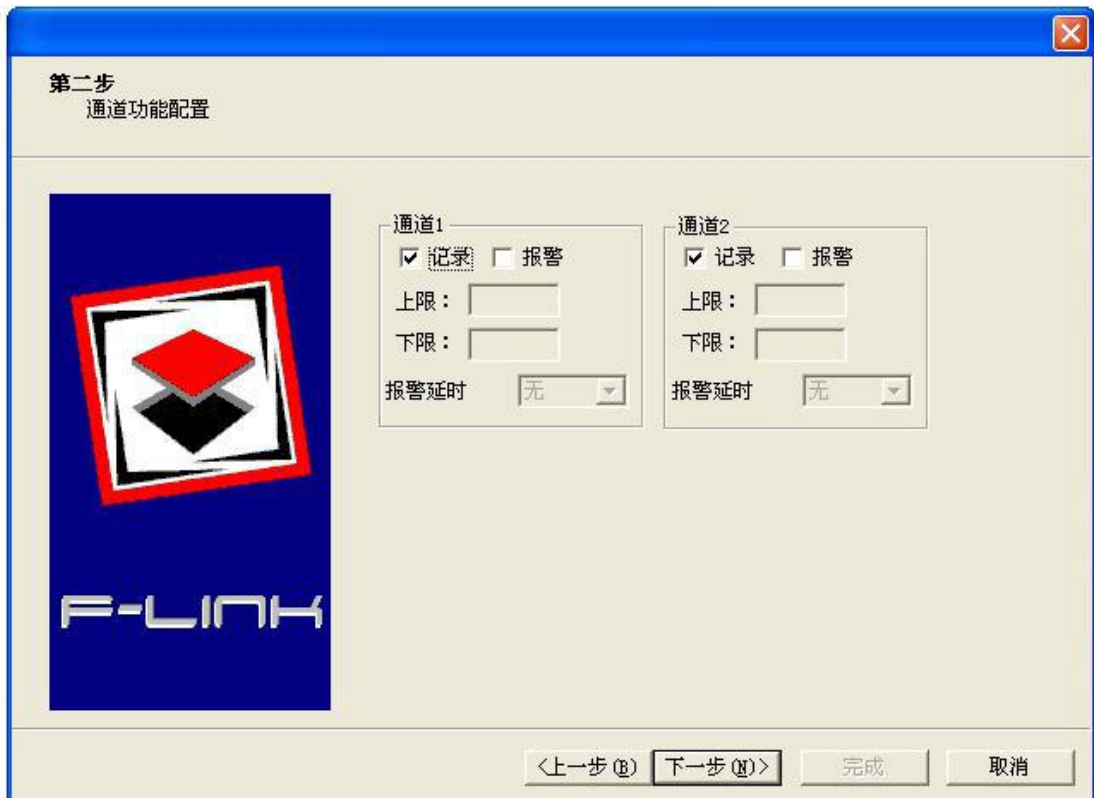 第二步
通道功能配置
通道1
记录 报警
上限：
下限：
报警延时 无
通道2
记录 报警
上限：
下限：
报警延时 无
F-LINK
<上一步(B) 下一步(N)> 完成 取消